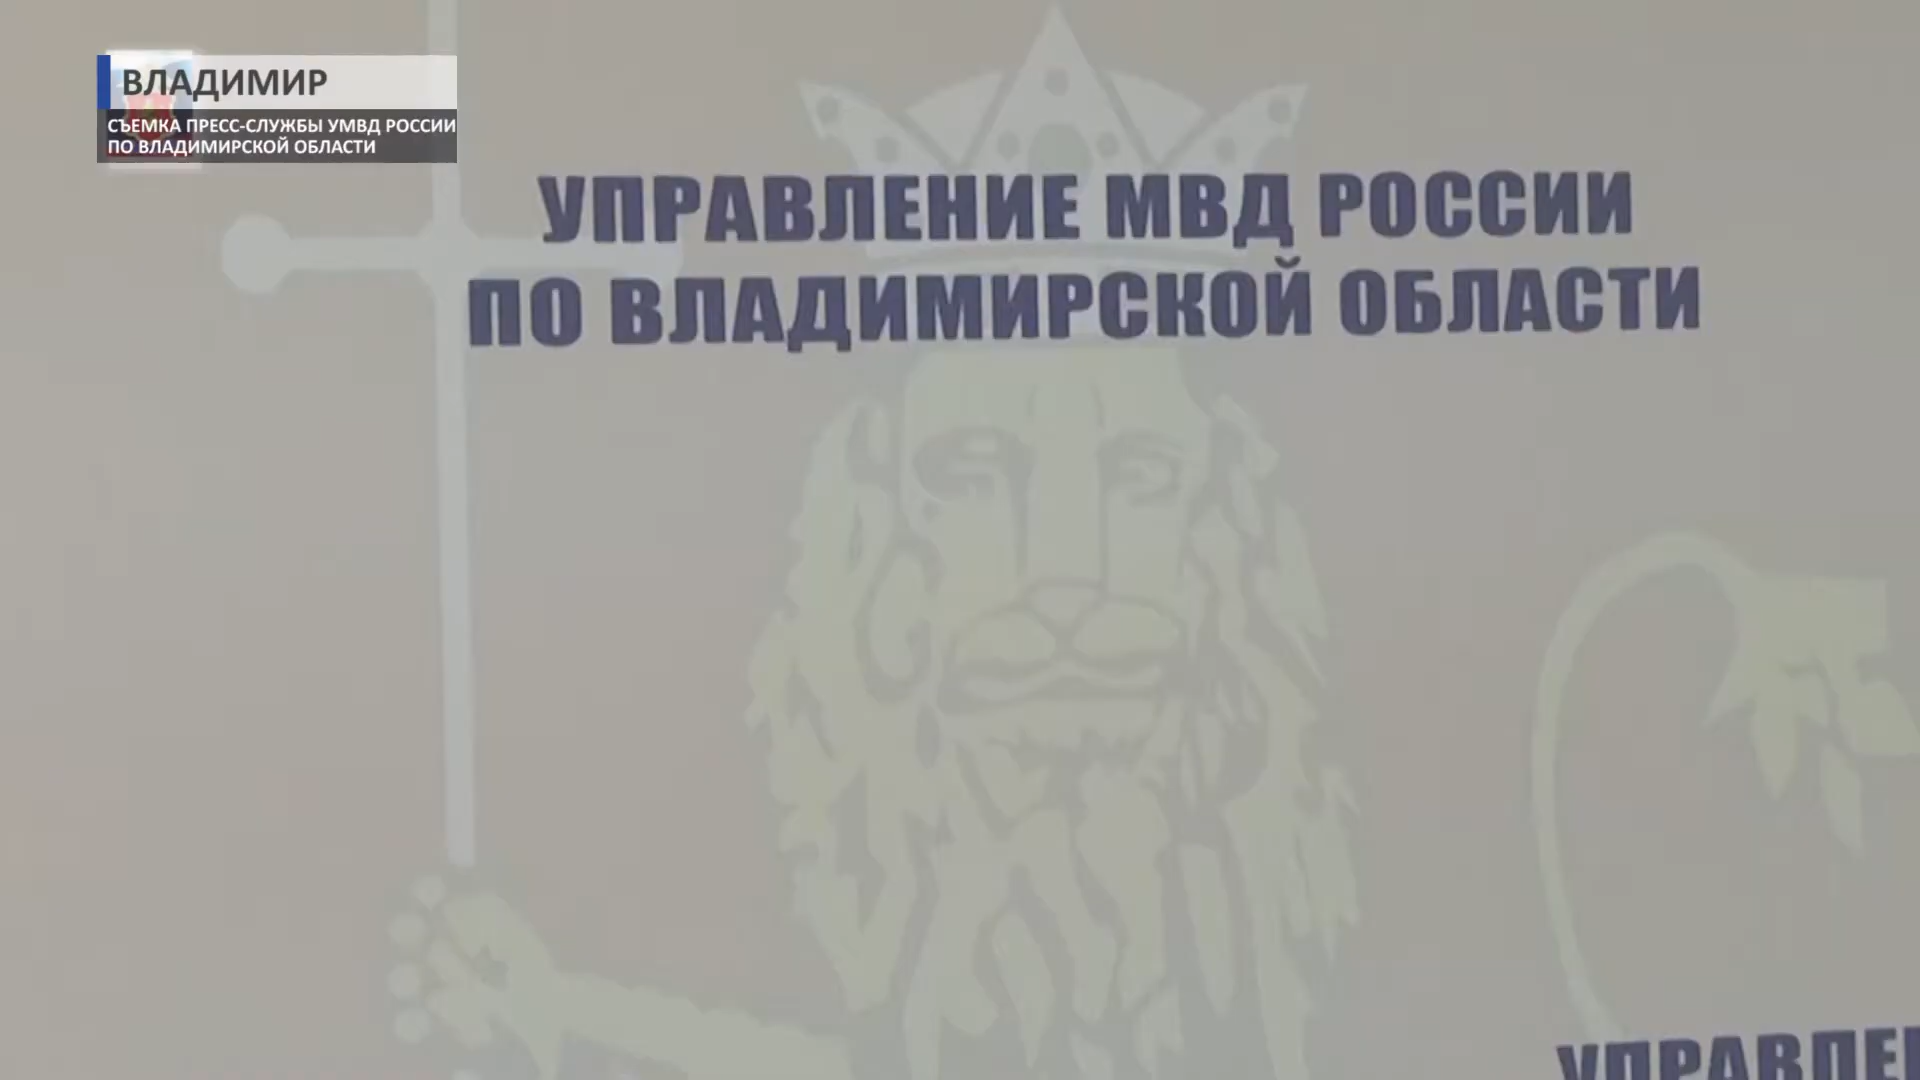 ВЛАДИМИР
СЪЕМКА ПРЕСС-СЛУЖБЫ УМВД РОССИИ
ПО ВЛАДИМИРСКОЙ ОБЛАСТИ
УПРАВЛЕНИЕ МВД РОССИИ
ПО ВЛАДИМИРСКОЙ ОБЛАСТИ